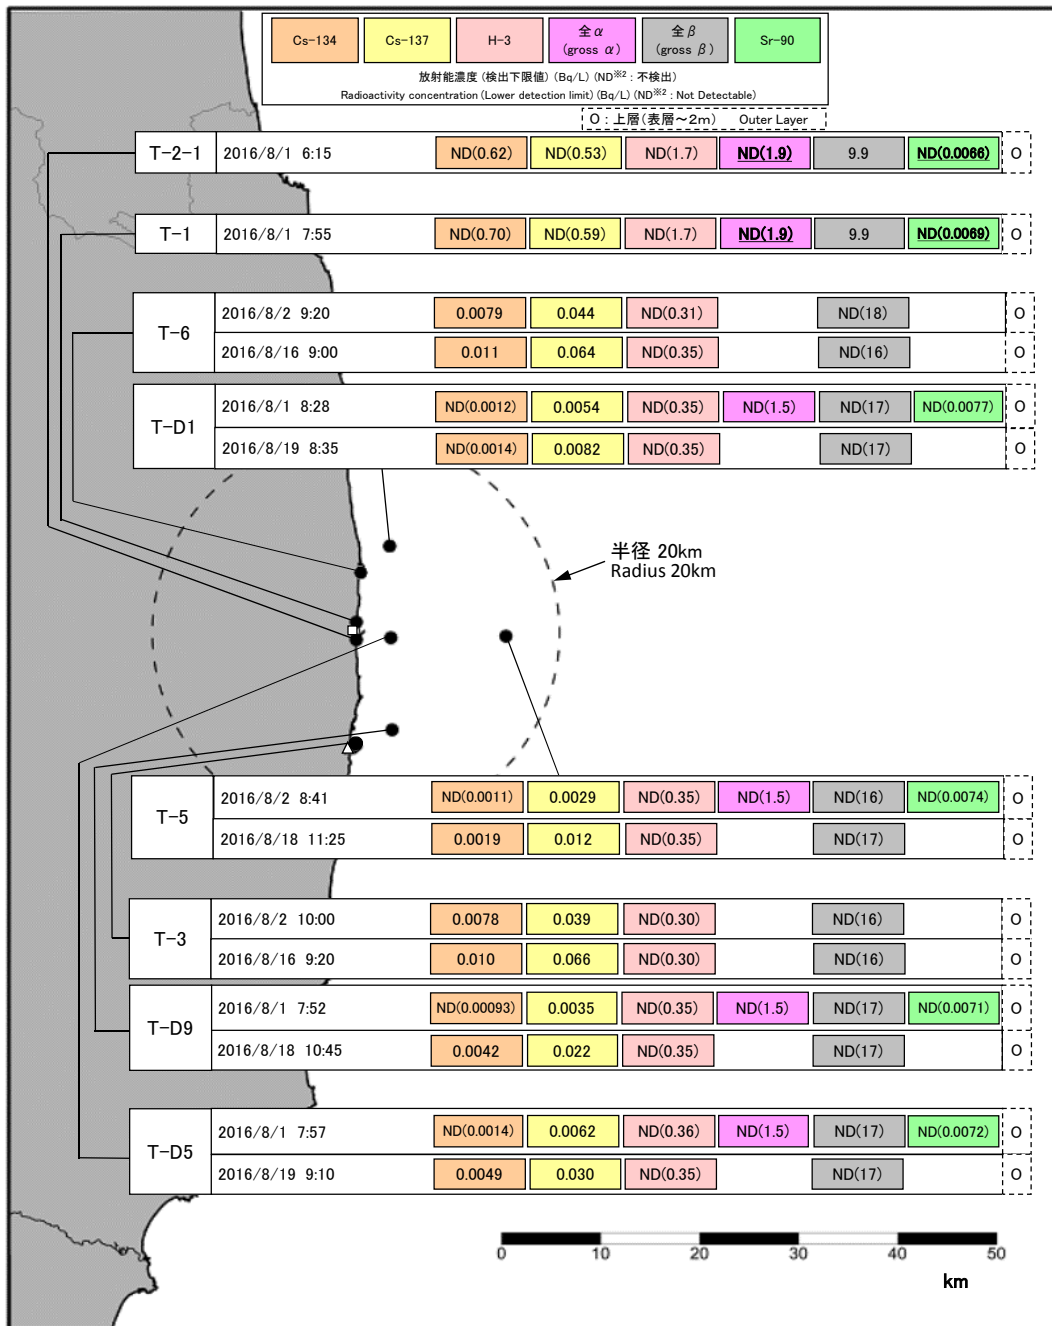 Cs-134 Cs-137 H-3 全α (gross α) 全β (gross β) Sr-90
放射能濃度 (検出下限値) (Bq/L) (ND※2 : 不検出)
Radioactivity concentration (Lower detection limit) (Bq/L) (ND※2 : Not Detectable)
O : 上層(表層～2m) Outer Layer
T-2-1 2016/8/1 6:15 ND(0.62) ND(0.53) ND(1.7) ND(1.9) 9.9 ND(0.0066) O
T-1 2016/8/1 7:55 ND(0.70) ND(0.59) ND(1.7) ND(1.9) 9.9 ND(0.0069) O
T-6
2016/8/2 9:20 0.0079 0.044 ND(0.31) ND(18) O
2016/8/16 9:00 0.011 0.064 ND(0.35) ND(16) O
T-D1
2016/8/1 8:28 ND(0.0012) 0.0054 ND(0.35) ND(1.5) ND(17) ND(0.0077) O
2016/8/19 8:35 ND(0.0014) 0.0082 ND(0.35) ND(17) O
半径 20km
Radius 20km
T-5
2016/8/2 8:41 ND(0.0011) 0.0029 ND(0.35) ND(1.5) ND(16) ND(0.0074) O
2016/8/18 11:25 0.0019 0.012 ND(0.35) ND(17) O
T-3
2016/8/2 10:00 0.0078 0.039 ND(0.30) ND(16) O
2016/8/16 9:20 0.010 0.066 ND(0.30) ND(16) O
T-D9
2016/8/1 7:52 ND(0.00093) 0.0035 ND(0.35) ND(1.5) ND(17) ND(0.0071) O
2016/8/18 10:45 0.0042 0.022 ND(0.35) ND(17) O
T-D5
2016/8/1 7:57 ND(0.0014) 0.0062 ND(0.36) ND(1.5) ND(17) ND(0.0072) O
2016/8/19 9:10 0.0049 0.030 ND(0.35) ND(17) O
0 10 20 30 40 50
km